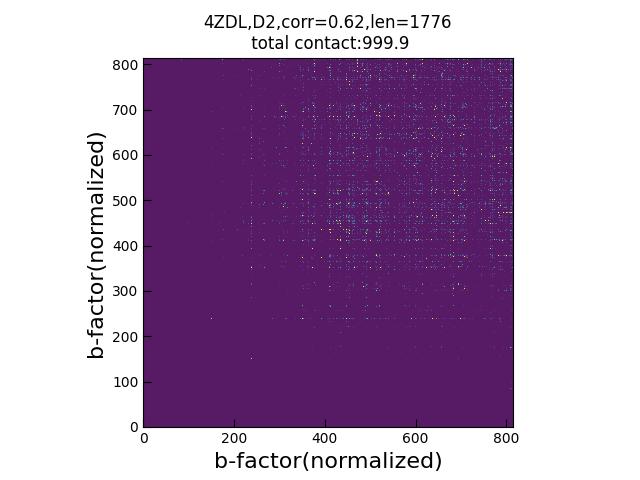 4ZDL,D2,corr=0.62,len=1776
total contact:999.9
800
700
600
500
400
300
200
100
0
b-factor(normalized)
0 200 400 600 800
b-factor(normalized)